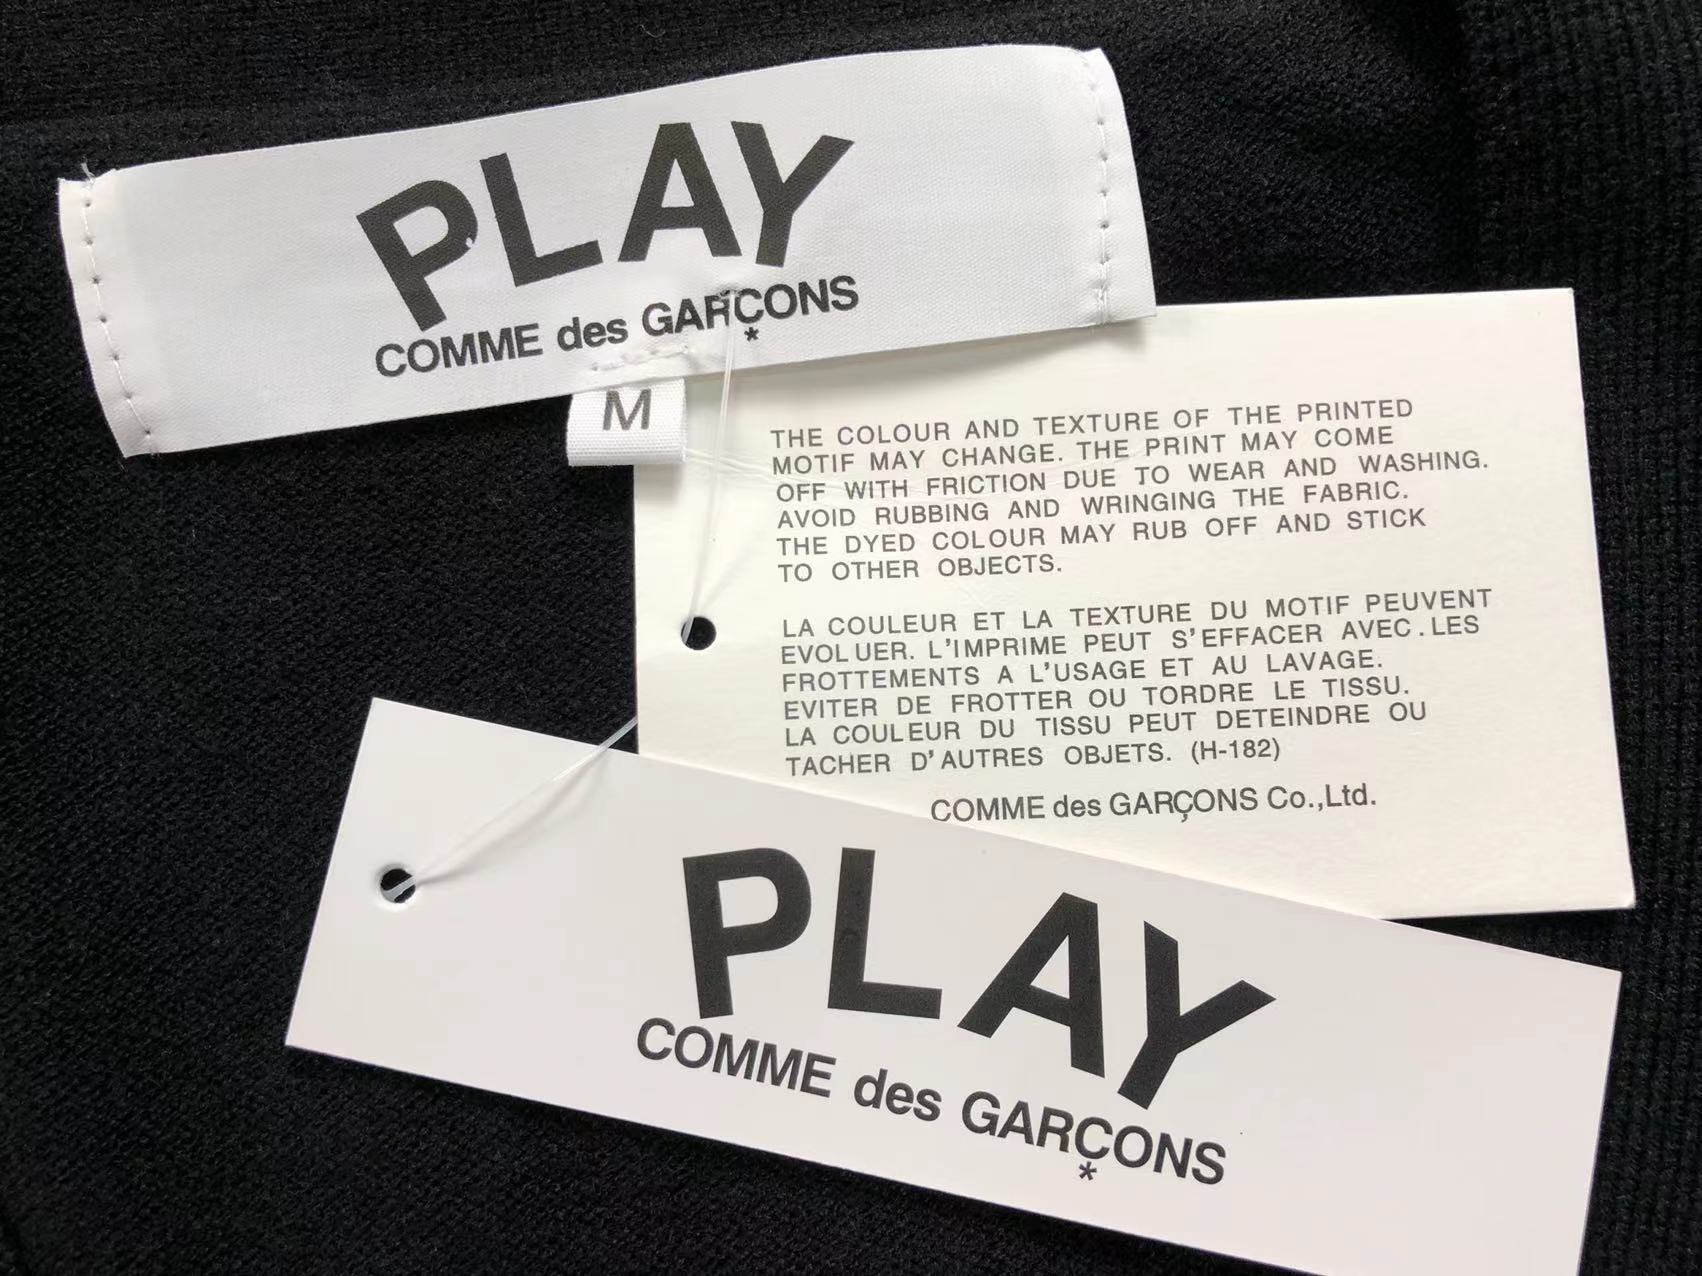 PLAY
COMME des GARÇONS
*
M
THE COLOUR AND TEXTURE OF THE PRINTED
MOTIF MAY CHANGE. THE PRINT MAY COME
OFF WITH FRICTION DUE TO WEAR AND WASHING.
AVOID RUBBING AND WRINGING THE FABRIC.
THE DYED COLOUR MAY RUB OFF AND STICK
TO OTHER OBJECTS.
LA COULEUR ET LA TEXTURE DU MOTIF PEUVENT
EVOLUER. L'IMPRIME PEUT S'EFFACER AVEC.LES
FROTTEMENTS A L'USAGE ET AU LAVAGE.
EVITER DE FROTTER OU TORDRE LE TISSU.
LA COULEUR DU TISSU PEUT DETEINDRE OU
TACHER D'AUTRES OBJETS. (H-182)
COMME des GARÇONS Co.,Ltd.
PLAY
COMME des GARÇONS
*